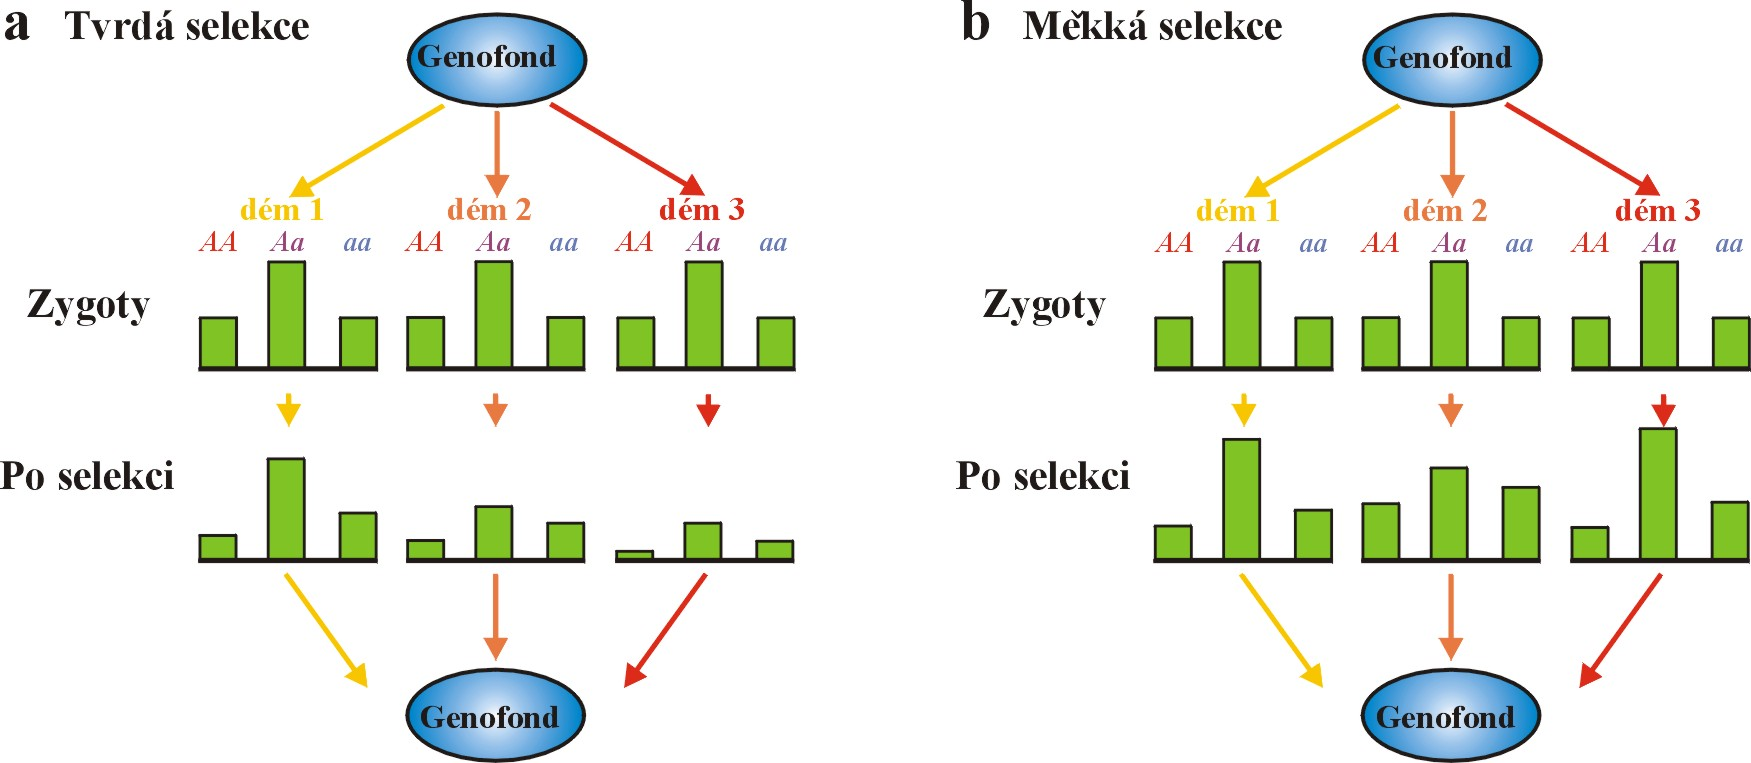 a Tvrdá selekce
Genofond
dém 1 dém 2 dém 3
AA Aa aa AA Aa aa AA Aa aa
Zygoty
Po selekci
Genofond
b Měkká selekce
Genofond
dém 1 dém 2 dém 3
AA Aa aa AA Aa aa AA Aa aa
Zygoty
Po selekci
Genofond